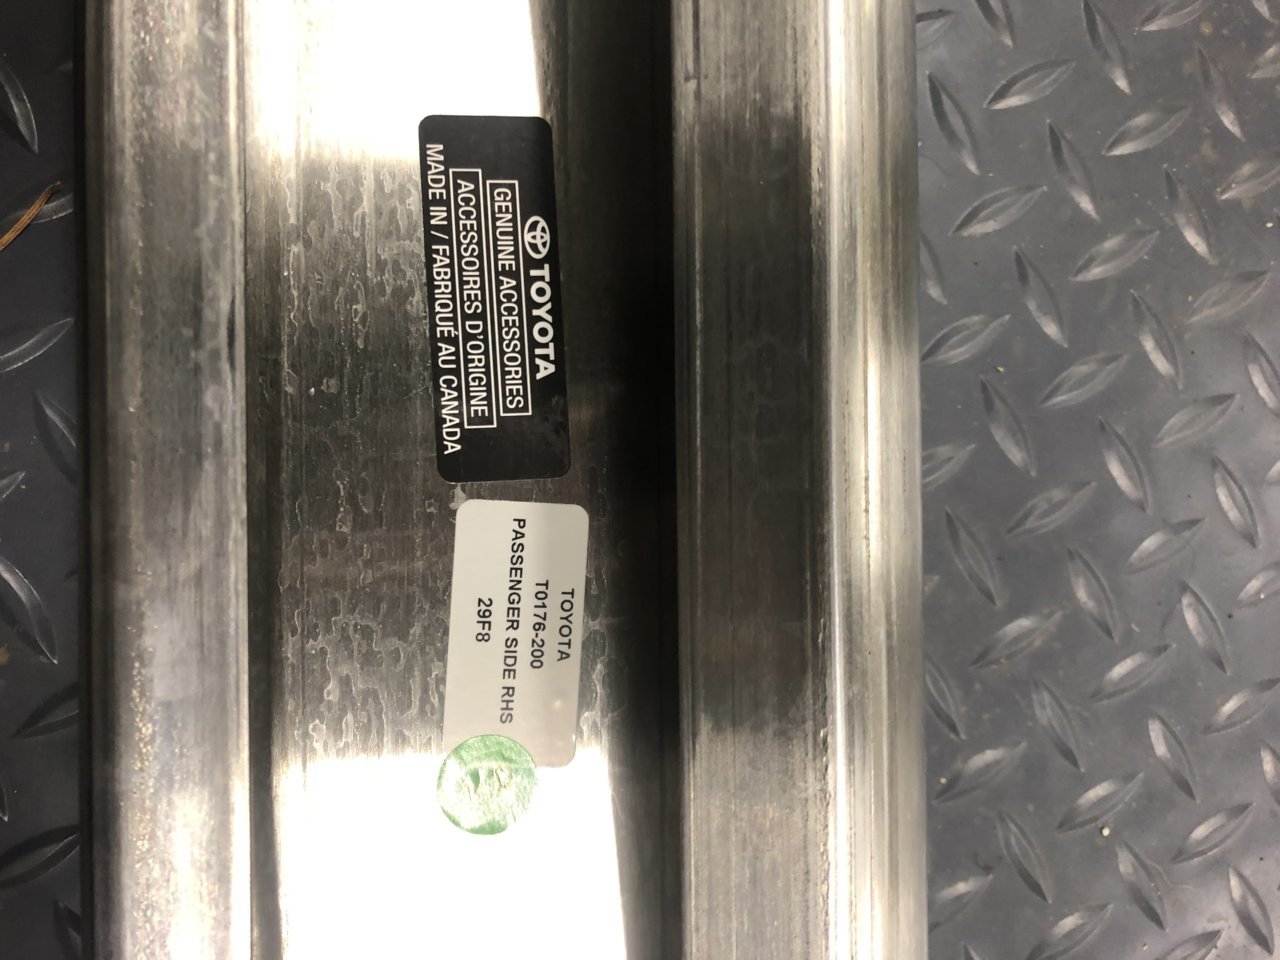 TOYOTA
GENUINE ACCESSORIES
ACCESSOIRES D'ORIGINE
MADE IN / FABRIQUÉ AU CANADA
TOYOTA
T0176-200
PASSENGER SIDE RHS
29F8